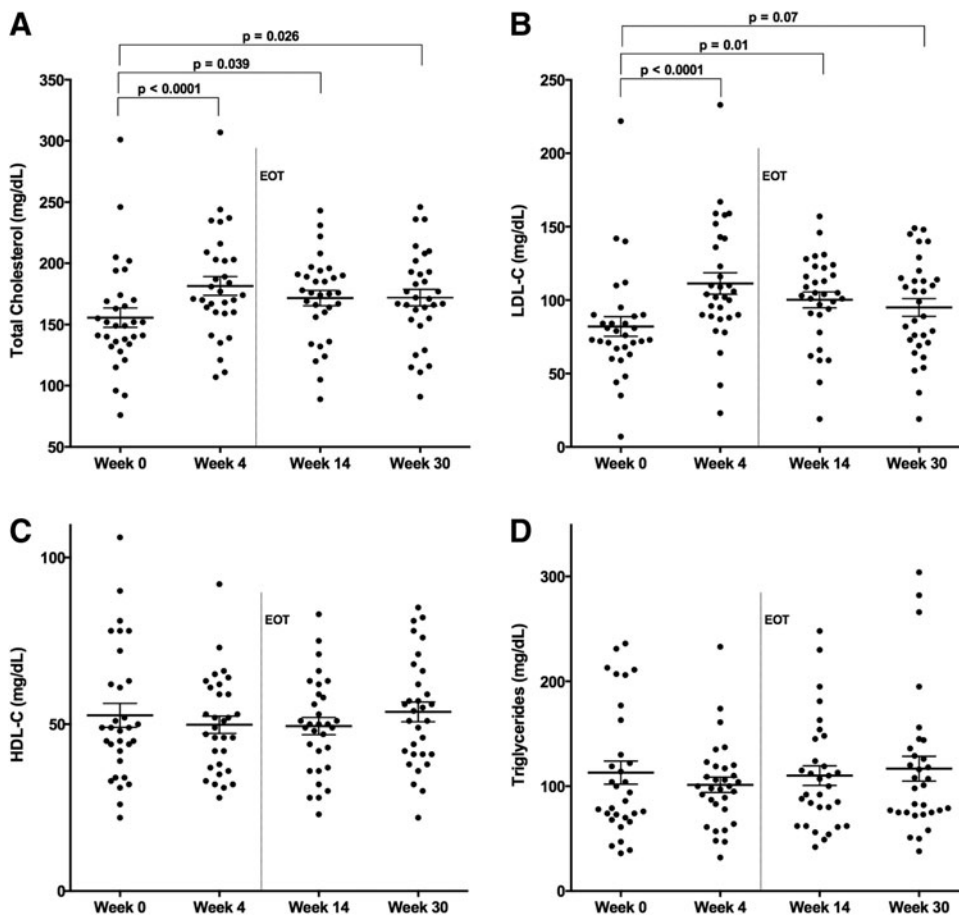 A
p = 0.026
p = 0.039
p < 0.0001
350
300
250
200
150
100
50
Total Cholesterol (mg/dL)
EOT
Week 0 Week 4 Week 14 Week 30
B
p = 0.07
p = 0.01
p < 0.0001
250
200
150
100
50
0
LDL-C (mg/dL)
EOT
Week 0 Week 4 Week 14 Week 30
C
100
50
0
HDL-C (mg/dL)
EOT
Week 0 Week 4 Week 14 Week 30
D
300
200
100
0
Triglycerides (mg/dL)
EOT
Week 0 Week 4 Week 14 Week 30